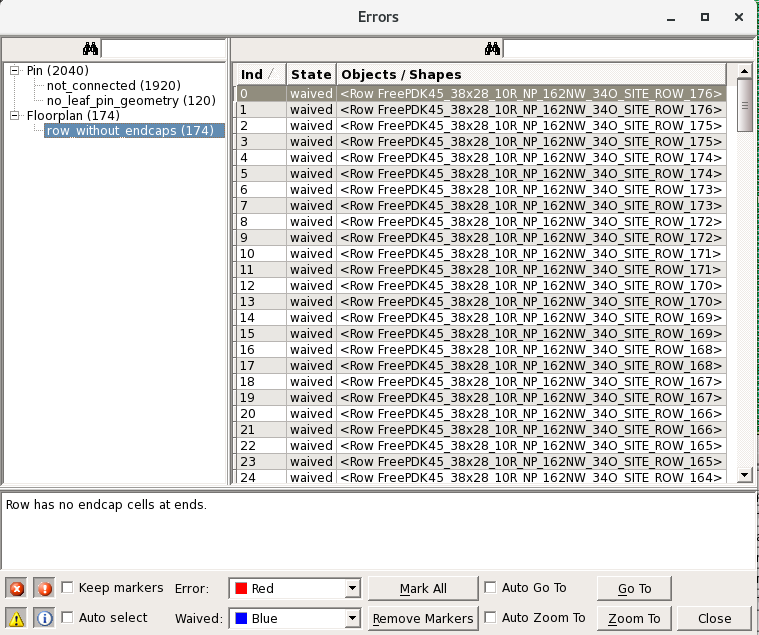 Errors
Pin (2040)
not_connected (1920)
no_leaf_pin_geometry (120)
Floorplan (174)
row_without_endcaps (174)
Ind State Objects / Shapes
0 waived <Row FreePDK45_38x28_10R_NP_162NW_34O_SITE_ROW_176>
1 waived <Row FreePDK45_38x28_10R_NP_162NW_34O_SITE_ROW_176>
2 waived <Row FreePDK45_38x28_10R_NP_162NW_34O_SITE_ROW_175>
3 waived <Row FreePDK45_38x28_10R_NP_162NW_34O_SITE_ROW_175>
4 waived <Row FreePDK45_38x28_10R_NP_162NW_34O_SITE_ROW_174>
5 waived <Row FreePDK45_38x28_10R_NP_162NW_34O_SITE_ROW_174>
6 waived <Row FreePDK45_38x28_10R_NP_162NW_34O_SITE_ROW_173>
7 waived <Row FreePDK45_38x28_10R_NP_162NW_34O_SITE_ROW_173>
8 waived <Row FreePDK45_38x28_10R_NP_162NW_34O_SITE_ROW_172>
9 waived <Row FreePDK45_38x28_10R_NP_162NW_34O_SITE_ROW_172>
10 waived <Row FreePDK45_38x28_10R_NP_162NW_34O_SITE_ROW_171>
11 waived <Row FreePDK45_38x28_10R_NP_162NW_34O_SITE_ROW_171>
12 waived <Row FreePDK45_38x28_10R_NP_162NW_34O_SITE_ROW_170>
13 waived <Row FreePDK45_38x28_10R_NP_162NW_34O_SITE_ROW_170>
14 waived <Row FreePDK45_38x28_10R_NP_162NW_34O_SITE_ROW_169>
15 waived <Row FreePDK45_38x28_10R_NP_162NW_34O_SITE_ROW_169>
16 waived <Row FreePDK45_38x28_10R_NP_162NW_34O_SITE_ROW_168>
17 waived <Row FreePDK45_38x28_10R_NP_162NW_34O_SITE_ROW_168>
18 waived <Row FreePDK45_38x28_10R_NP_162NW_34O_SITE_ROW_167>
19 waived <Row FreePDK45_38x28_10R_NP_162NW_34O_SITE_ROW_167>
20 waived <Row FreePDK45_38x28_10R_NP_162NW_34O_SITE_ROW_166>
21 waived <Row FreePDK45_38x28_10R_NP_162NW_34O_SITE_ROW_166>
22 waived <Row FreePDK45_38x28_10R_NP_162NW_34O_SITE_ROW_165>
23 waived <Row FreePDK45_38x28_10R_NP_162NW_34O_SITE_ROW_165>
24 waived <Row FreePDK45_38x28_10R_NP_162NW_34O_SITE_ROW_164>
Row has no endcap cells at ends.
Keep markers Error: Red Mark All Auto Go To Go To
Auto select Waived: Blue Remove Markers Auto Zoom To Zoom To Close